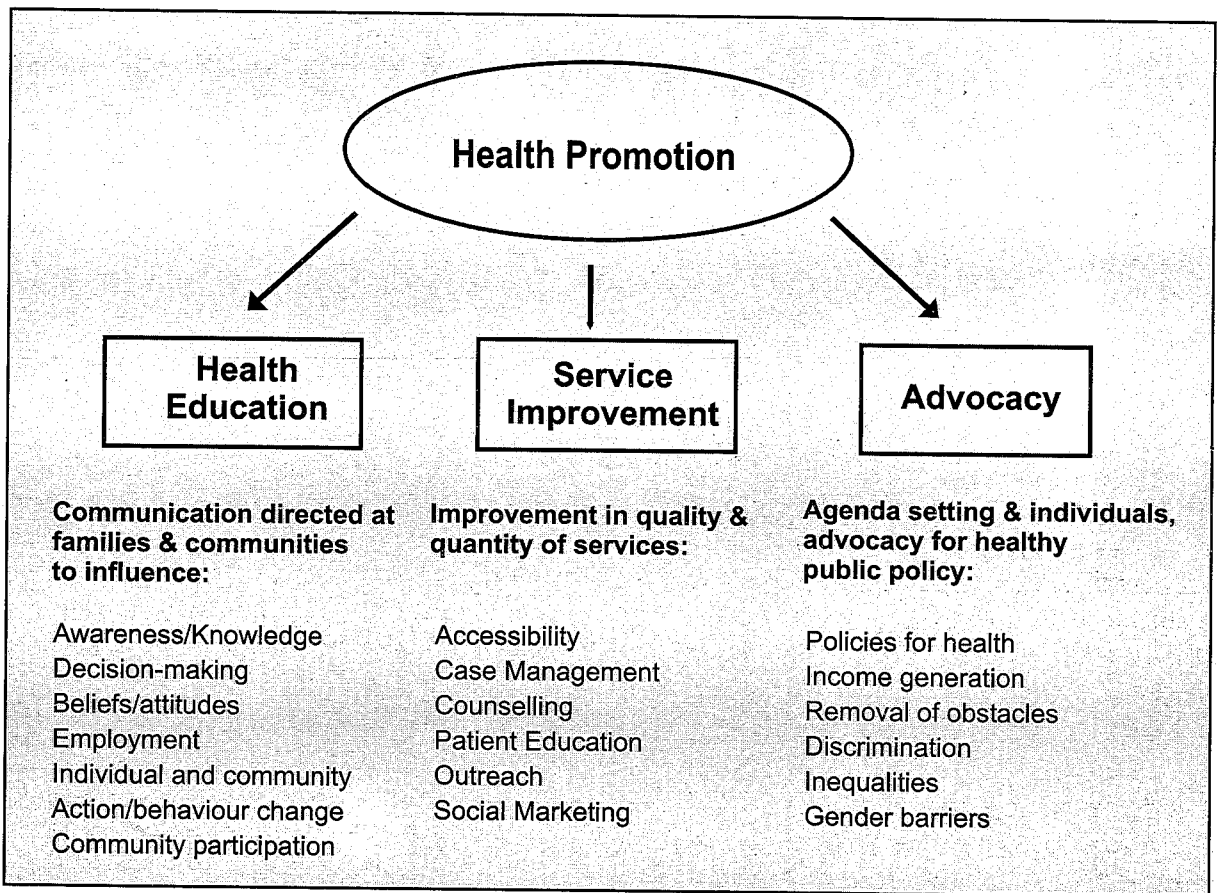 Health Promotion
Health
Education
Communication directed at
families & communities
to influence:
Awareness/Knowledge
Decision-making
Beliefs/attitudes
Employment
Individual and community
Action/behaviour change
Community participation
Service
Improvement
Improvement in quality &
quantity of services:
Accessibility
Case Management
Counselling
Patient Education
Outreach
Social Marketing
Advocacy
Agenda setting & individuals,
advocacy for healthy
public policy:
Policies for health
Income generation
Removal of obstacles
Discrimination
Inequalities
Gender barriers